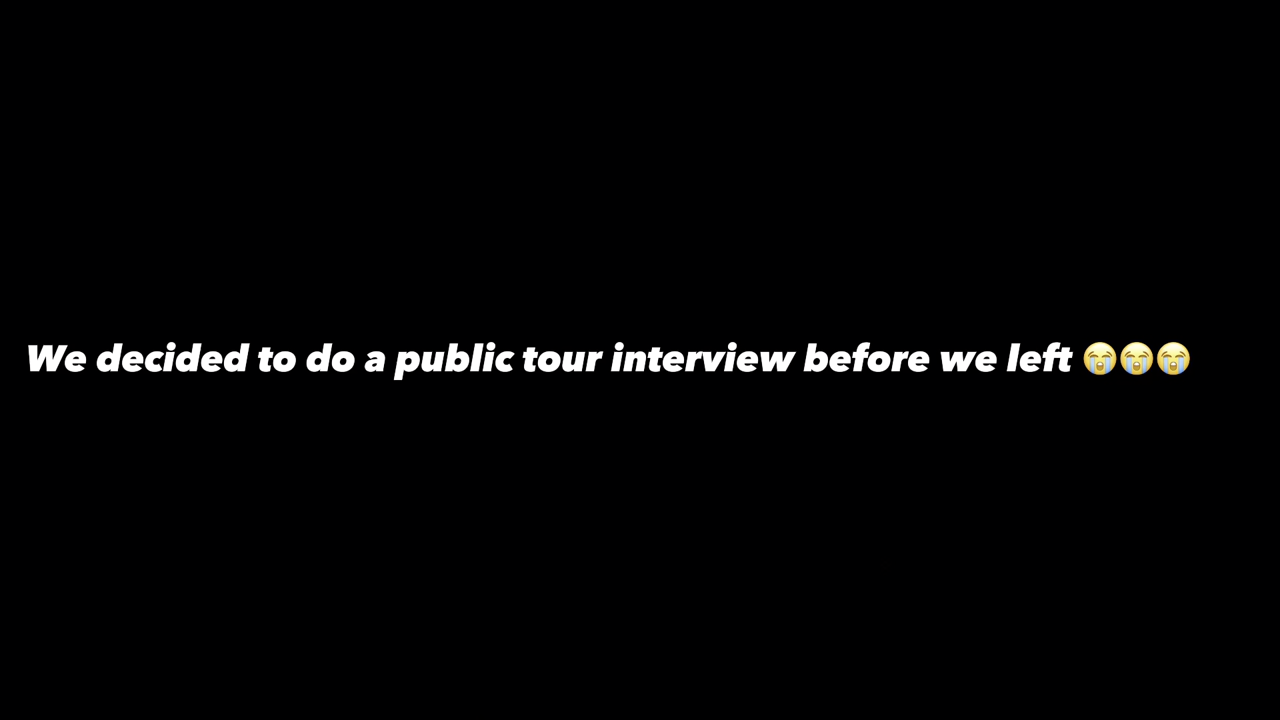 We decided to do a public tour interview before we left 😭😭😭